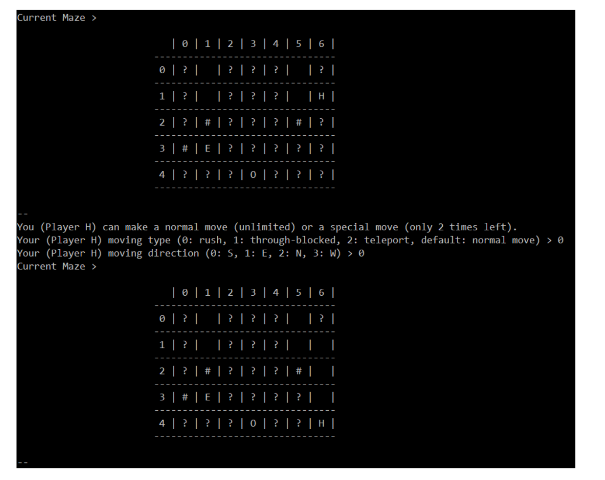 Current Maze >
| 0 | 1 | 2 | 3 | 4 | 5 | 6 |
---------------------------------
0 | ? |   | ? | ? | ? |   | ? |
---------------------------------
1 | ? |   | ? | ? | ? |   | H |
---------------------------------
2 | ? | # | ? | ? | ? | # | ? |
---------------------------------
3 | # | E | ? | ? | ? | ? | ? |
---------------------------------
4 | ? | ? | ? | O | ? | ? | ? |
---------------------------------
--
You (Player H) can make a normal move (unlimited) or a special move (only 2 times left).
Your (Player H) moving type (0: rush, 1: through-blocked, 2: teleport, default: normal move) > 0
Your (Player H) moving direction (0: S, 1: E, 2: N, 3: W) > 0
Current Maze >
| 0 | 1 | 2 | 3 | 4 | 5 | 6 |
---------------------------------
0 | ? |   | ? | ? | ? |   | ? |
---------------------------------
1 | ? |   | ? | ? | ? |   |   |
---------------------------------
2 | ? | # | ? | ? | ? | # |   |
---------------------------------
3 | # | E | ? | ? | ? | ? |   |
---------------------------------
4 | ? | ? | ? | O | ? | ? | H |
---------------------------------
--